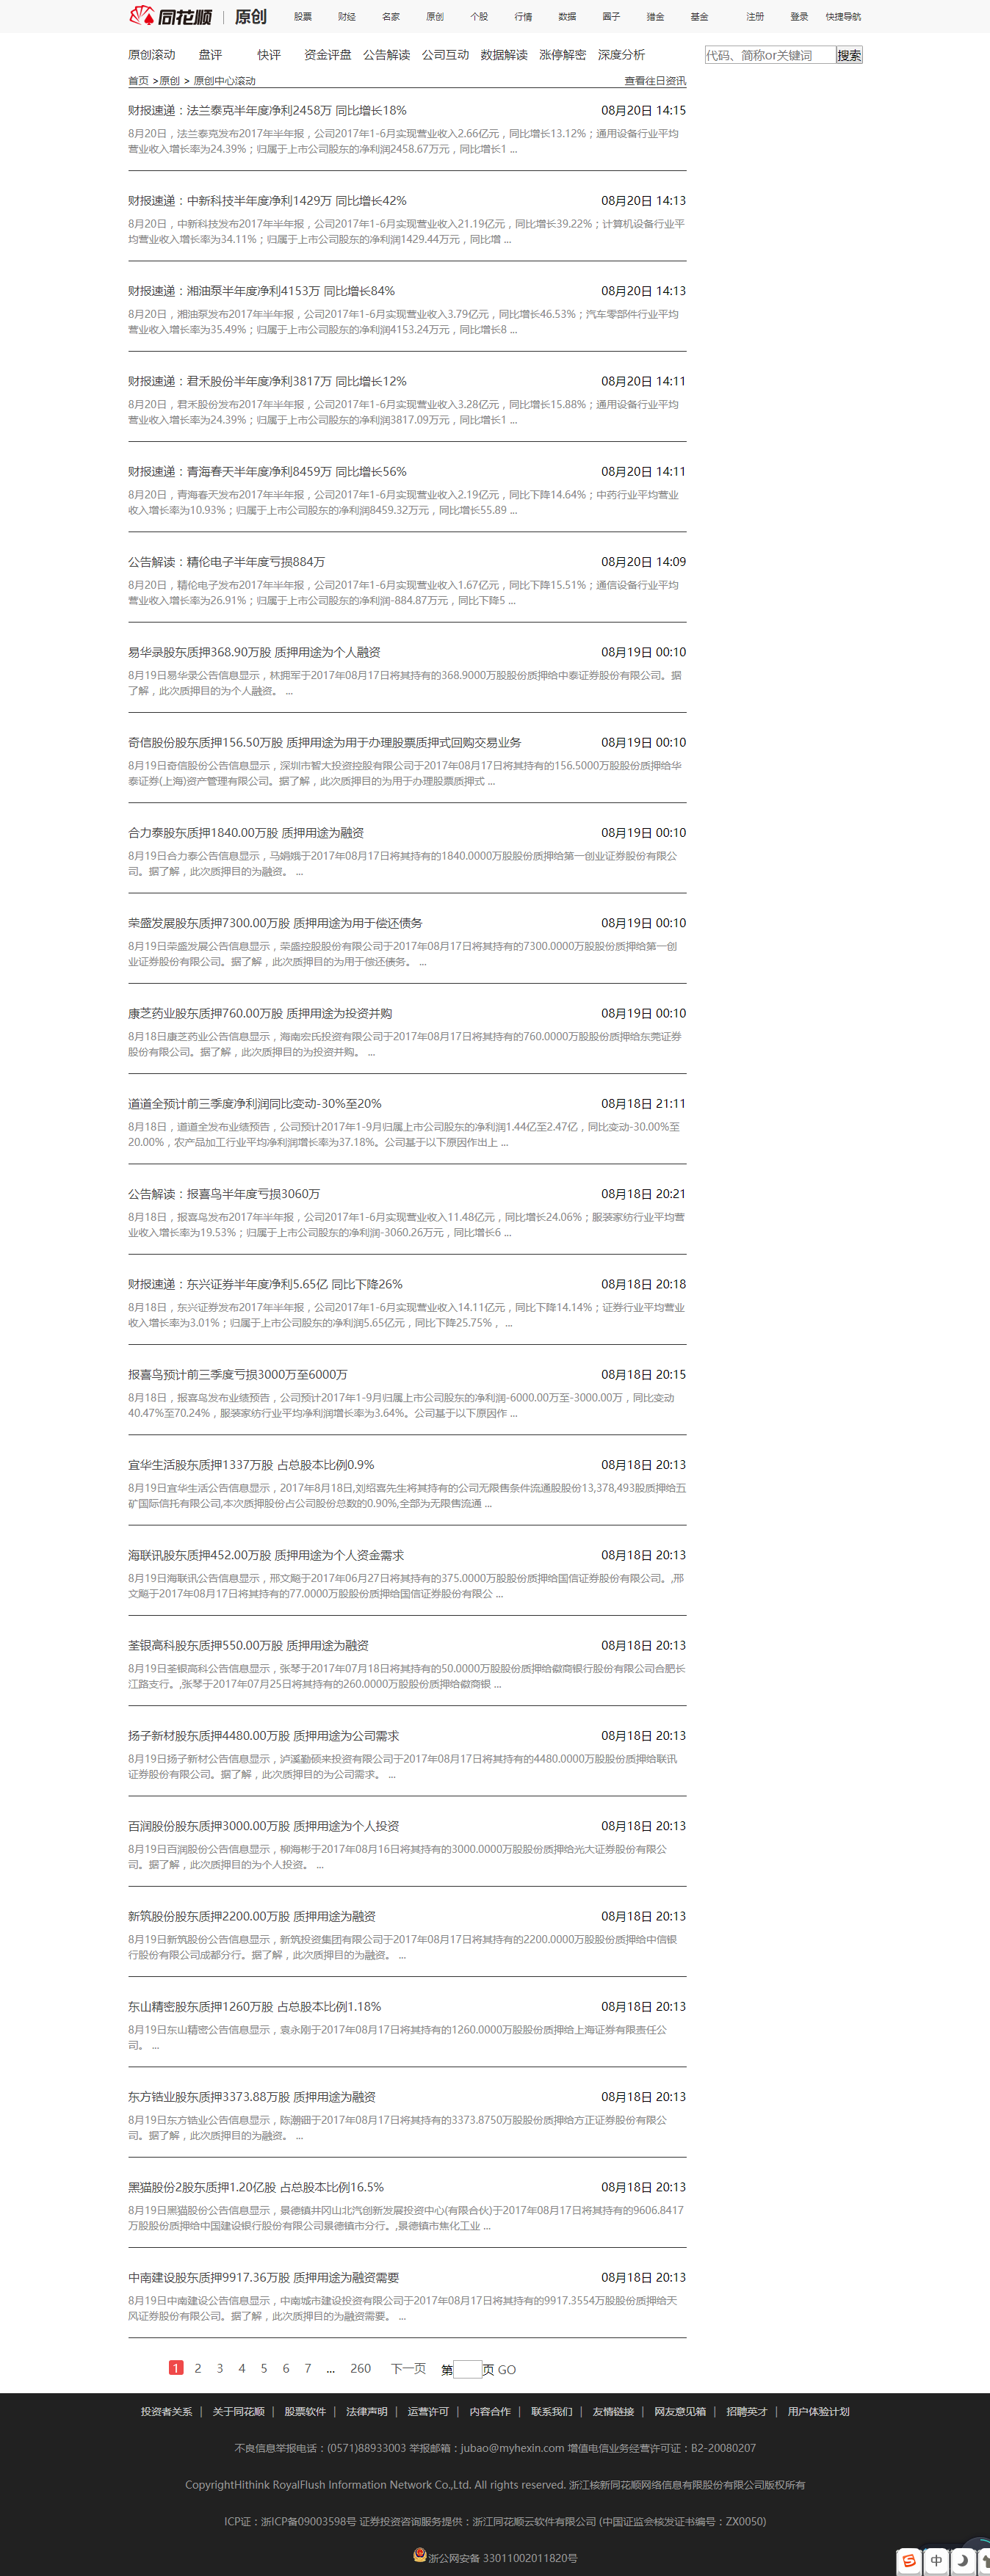 同花顺 | 原创 股票 财经 名家 原创 个股 行情 数据 圈子 猎金 基金 注册 登录 快捷导航
原创滚动 盘评 快评 资金评盘 公告解读 公司互动 数据解读 涨停解密 深度分析 代码、简称or关键词 搜索
首页 >原创 > 原创中心滚动 查看往日资讯
财报速递：法兰泰克半年度净利2458万 同比增长18% 08月20日 14:15
8月20日，法兰泰克发布2017年半年报，公司2017年1-6月实现营业收入2.66亿元，同比增长13.12%；通用设备行业平均
营业收入增长率为24.39%；归属于上市公司股东的净利润2458.67万元，同比增长1 ...
财报速递：中新科技半年度净利1429万 同比增长42% 08月20日 14:13
8月20日，中新科技发布2017年半年报，公司2017年1-6月实现营业收入21.19亿元，同比增长39.22%；计算机设备行业平
均营业收入增长率为34.11%；归属于上市公司股东的净利润1429.44万元，同比增 ...
财报速递：湘油泵半年度净利4153万 同比增长84% 08月20日 14:13
8月20日，湘油泵发布2017年半年报，公司2017年1-6月实现营业收入3.79亿元，同比增长46.53%；汽车零部件行业平均
营业收入增长率为35.49%；归属于上市公司股东的净利润4153.24万元，同比增长8 ...
财报速递：君禾股份半年度净利3817万 同比增长12% 08月20日 14:11
8月20日，君禾股份发布2017年半年报，公司2017年1-6月实现营业收入3.28亿元，同比增长15.88%；通用设备行业平均
营业收入增长率为24.39%；归属于上市公司股东的净利润3817.09万元，同比增长1 ...
财报速递：青海春天半年度净利8459万 同比增长56% 08月20日 14:11
8月20日，青海春天发布2017年半年报，公司2017年1-6月实现营业收入2.19亿元，同比下降14.64%；中药行业平均营业
收入增长率为10.93%；归属于上市公司股东的净利润8459.32万元，同比增长55.89 ...
公告解读：精伦电子半年度亏损884万 08月20日 14:09
8月20日，精伦电子发布2017年半年报，公司2017年1-6月实现营业收入1.67亿元，同比下降15.51%；通信设备行业平均
营业收入增长率为26.91%；归属于上市公司股东的净利润-884.87万元，同比下降5 ...
易华录股东质押368.90万股 质押用途为个人融资 08月19日 00:10
8月19日易华录公告信息显示，林拥军于2017年08月17日将其持有的368.9000万股股份质押给中泰证券股份有限公司。据
了解，此次质押目的为个人融资。 ...
奇信股份股东质押156.50万股 质押用途为用于办理股票质押式回购交易业务 08月19日 00:10
8月19日奇信股份公告信息显示，深圳市智大投资控股有限公司于2017年08月17日将其持有的156.5000万股股份质押给华
泰证券(上海)资产管理有限公司。据了解，此次质押目的为用于办理股票质押式 ...
合力泰股东质押1840.00万股 质押用途为融资 08月19日 00:10
8月19日合力泰公告信息显示，马娟娥于2017年08月17日将其持有的1840.0000万股股份质押给第一创业证券股份有限公
司。据了解，此次质押目的为融资。 ...
荣盛发展股东质押7300.00万股 质押用途为用于偿还债务 08月19日 00:10
8月19日荣盛发展公告信息显示，荣盛控股股份有限公司于2017年08月17日将其持有的7300.0000万股股份质押给第一创
业证券股份有限公司。据了解，此次质押目的为用于偿还债务。 ...
康芝药业股东质押760.00万股 质押用途为投资并购 08月19日 00:10
8月18日康芝药业公告信息显示，海南宏氏投资有限公司于2017年08月17日将其持有的760.0000万股股份质押给东莞证券
股份有限公司。据了解，此次质押目的为投资并购。 ...
道道全预计前三季度净利润同比变动-30%至20% 08月18日 21:11
8月18日，道道全发布业绩预告，公司预计2017年1-9月归属上市公司股东的净利润1.44亿至2.47亿，同比变动-30.00%至
20.00%，农产品加工行业平均净利润增长率为37.18%。公司基于以下原因作出上 ...
公告解读：报喜鸟半年度亏损3060万 08月18日 20:21
8月18日，报喜鸟发布2017年半年报，公司2017年1-6月实现营业收入11.48亿元，同比增长24.06%；服装家纺行业平均营
业收入增长率为19.53%；归属于上市公司股东的净利润-3060.26万元，同比增长6 ...
财报速递：东兴证券半年度净利5.65亿 同比下降26% 08月18日 20:18
8月18日，东兴证券发布2017年半年报，公司2017年1-6月实现营业收入14.11亿元，同比下降14.14%；证券行业平均营业
收入增长率为3.01%；归属于上市公司股东的净利润5.65亿元，同比下降25.75%， ...
报喜鸟预计前三季度亏损3000万至6000万 08月18日 20:15
8月18日，报喜鸟发布业绩预告，公司预计2017年1-9月归属上市公司股东的净利润-6000.00万至-3000.00万，同比变动
40.47%至70.24%，服装家纺行业平均净利润增长率为3.64%。公司基于以下原因作 ...
宜华生活股东质押1337万股 占总股本比例0.9% 08月18日 20:13
8月19日宜华生活公告信息显示，2017年8月18日,刘绍喜先生将其持有的公司无限售条件流通股股份13,378,493股质押给五
矿国际信托有限公司,本次质押股份占公司股份总数的0.90%,全部为无限售流通 ...
海联讯股东质押452.00万股 质押用途为个人资金需求 08月18日 20:13
8月19日海联讯公告信息显示，邢文飚于2017年06月27日将其持有的375.0000万股股份质押给国信证券股份有限公司。,邢
文飚于2017年08月17日将其持有的77.0000万股股份质押给国信证券股份有限公 ...
荃银高科股东质押550.00万股 质押用途为融资 08月18日 20:13
8月19日荃银高科公告信息显示，张琴于2017年07月18日将其持有的50.0000万股股份质押给徽商银行股份有限公司合肥长
江路支行。,张琴于2017年07月25日将其持有的260.0000万股股份质押给徽商银 ...
扬子新材股东质押4480.00万股 质押用途为公司需求 08月18日 20:13
8月19日扬子新材公告信息显示，泸溪勤硕来投资有限公司于2017年08月17日将其持有的4480.0000万股股份质押给联讯
证券股份有限公司。据了解，此次质押目的为公司需求。 ...
百润股份股东质押3000.00万股 质押用途为个人投资 08月18日 20:13
8月19日百润股份公告信息显示，柳海彬于2017年08月16日将其持有的3000.0000万股股份质押给光大证券股份有限公
司。据了解，此次质押目的为个人投资。 ...
新筑股份股东质押2200.00万股 质押用途为融资 08月18日 20:13
8月19日新筑股份公告信息显示，新筑投资集团有限公司于2017年08月17日将其持有的2200.0000万股股份质押给中信银
行股份有限公司成都分行。据了解，此次质押目的为融资。 ...
东山精密股东质押1260万股 占总股本比例1.18% 08月18日 20:13
8月19日东山精密公告信息显示，袁永刚于2017年08月17日将其持有的1260.0000万股股份质押给上海证券有限责任公
司。 ...
东方锆业股东质押3373.88万股 质押用途为融资 08月18日 20:13
8月19日东方锆业公告信息显示，陈潮钿于2017年08月17日将其持有的3373.8750万股股份质押给方正证券股份有限公
司。据了解，此次质押目的为融资。 ...
黑猫股份2股东质押1.20亿股 占总股本比例16.5% 08月18日 20:13
8月19日黑猫股份公告信息显示，景德镇井冈山北汽创新发展投资中心(有限合伙)于2017年08月17日将其持有的9606.8417
万股股份质押给中国建设银行股份有限公司景德镇市分行。,景德镇市焦化工业 ...
中南建设股东质押9917.36万股 质押用途为融资需要 08月18日 20:13
8月19日中南建设公告信息显示，中南城市建设投资有限公司于2017年08月17日将其持有的9917.3554万股股份质押给天
风证券股份有限公司。据了解，此次质押目的为融资需要。 ...
1 2 3 4 5 6 7 ... 260 下一页 第 页 GO
投资者关系 | 关于同花顺 | 股票软件 | 法律声明 | 运营许可 | 内容合作 | 联系我们 | 友情链接 | 网友意见箱 | 招聘英才 | 用户体验计划
不良信息举报电话：(0571)88933003 举报邮箱：jubao@myhexin.com 增值电信业务经营许可证：B2-20080207
CopyrightHithink RoyalFlush Information Network Co.,Ltd. All rights reserved. 浙江核新同花顺网络信息有限股份有限公司版权所有
ICP证：浙ICP备09003598号 证券投资咨询服务提供：浙江同花顺云软件有限公司 (中国证监会核发证书编号：ZX0050)
浙公网安备 33011002011820号
中